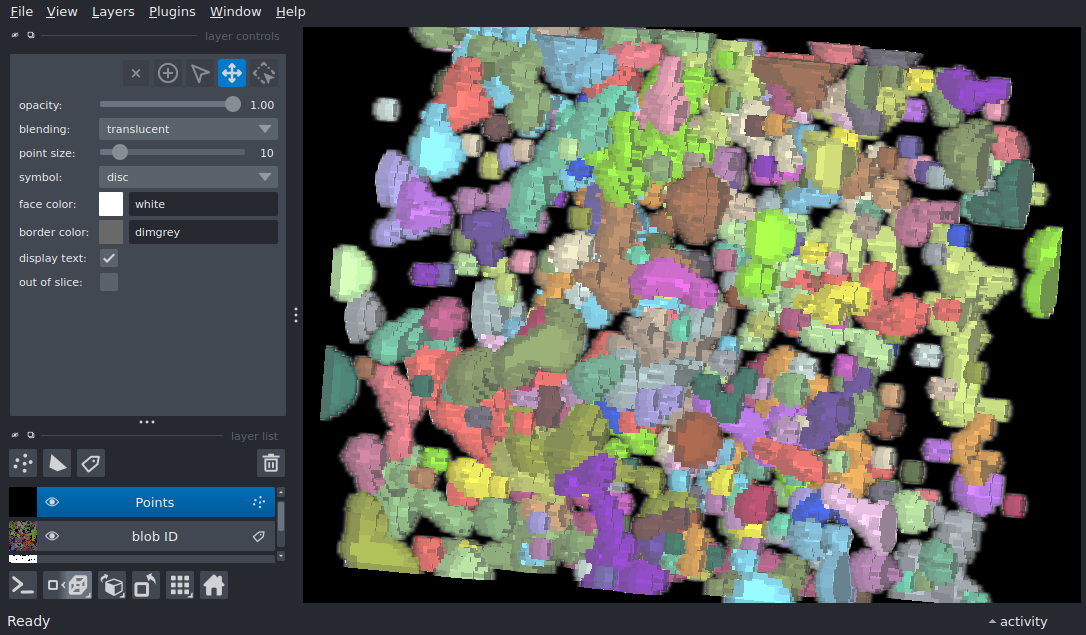 File View Layers Plugins Window Help
layer controls
opacity: 1.00
blending: translucent
point size: 10
symbol: disc
face color: white
border color: dimgrey
display text:
out of slice:
layer list
Points
blob ID
Ready
activity